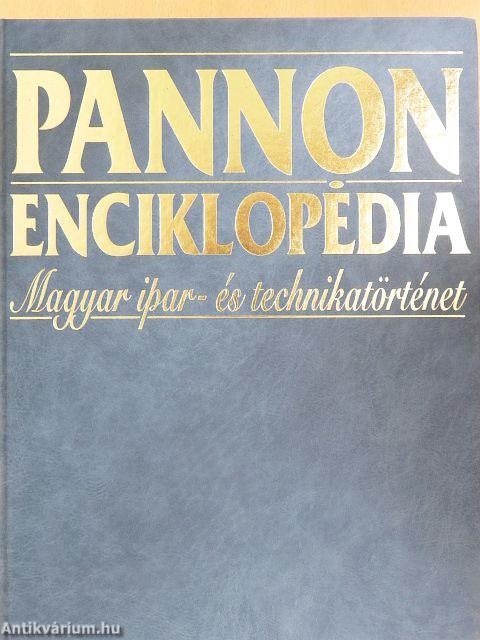 PANNON
ENCIKLOPÉDIA
Magyar ipar- és technikatörténet
Antikvárium.hu